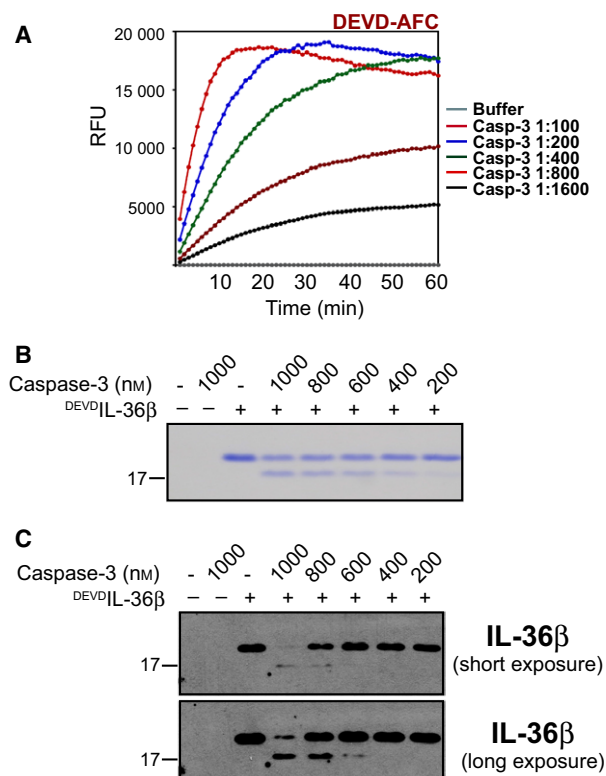 A
DEVD-AFC
20 000
15 000
10 000
5000
RFU
10 20 30 40 50 60
Time (min)
Buffer
Casp-3 1:100
Casp-3 1:200
Casp-3 1:400
Casp-3 1:800
Casp-3 1:1600
B
Caspase-3 (nM) - 1000 - 1000 800 600 400 200
DEVDIL-36β – – + + + + + +
17
C
Caspase-3 (nM) - 1000 - 1000 800 600 400 200
DEVDIL-36β – – + + + + + +
17
IL-36β
(short exposure)
17
IL-36β
(long exposure)